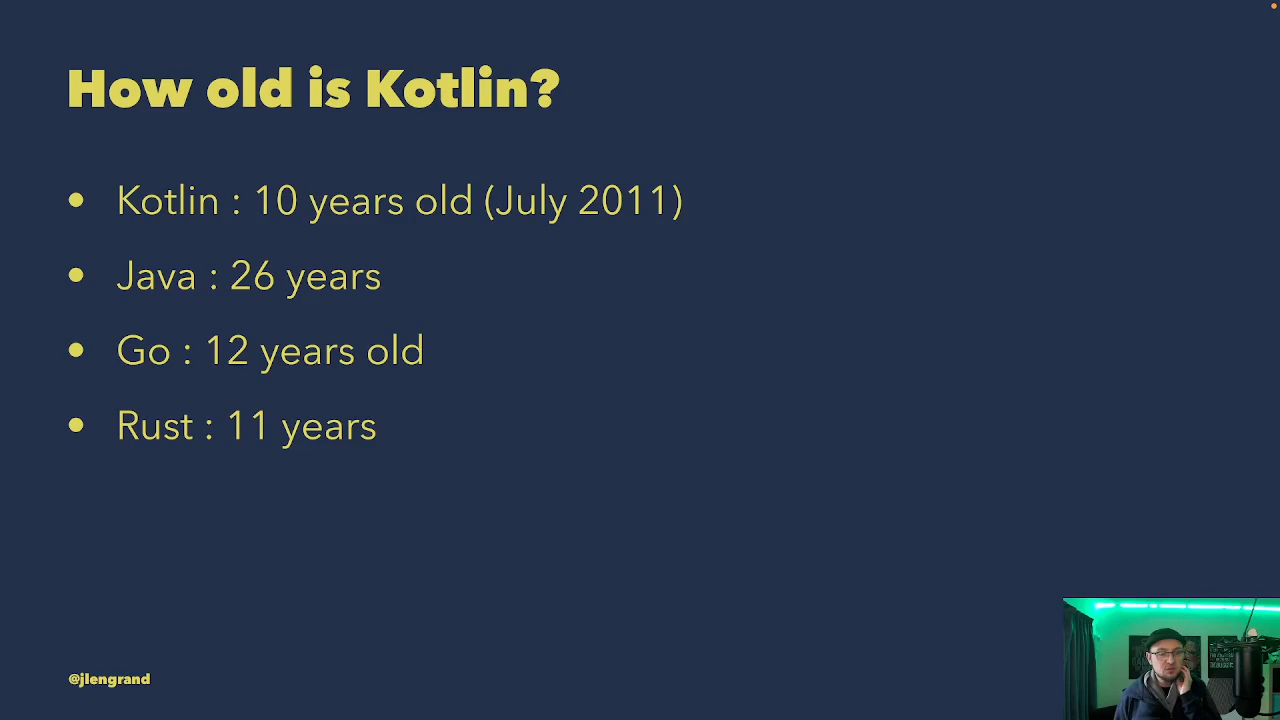 How old is Kotlin?
• Kotlin : 10 years old (July 2011)
• Java : 26 years
• Go : 12 years old
• Rust : 11 years
@jlengrand